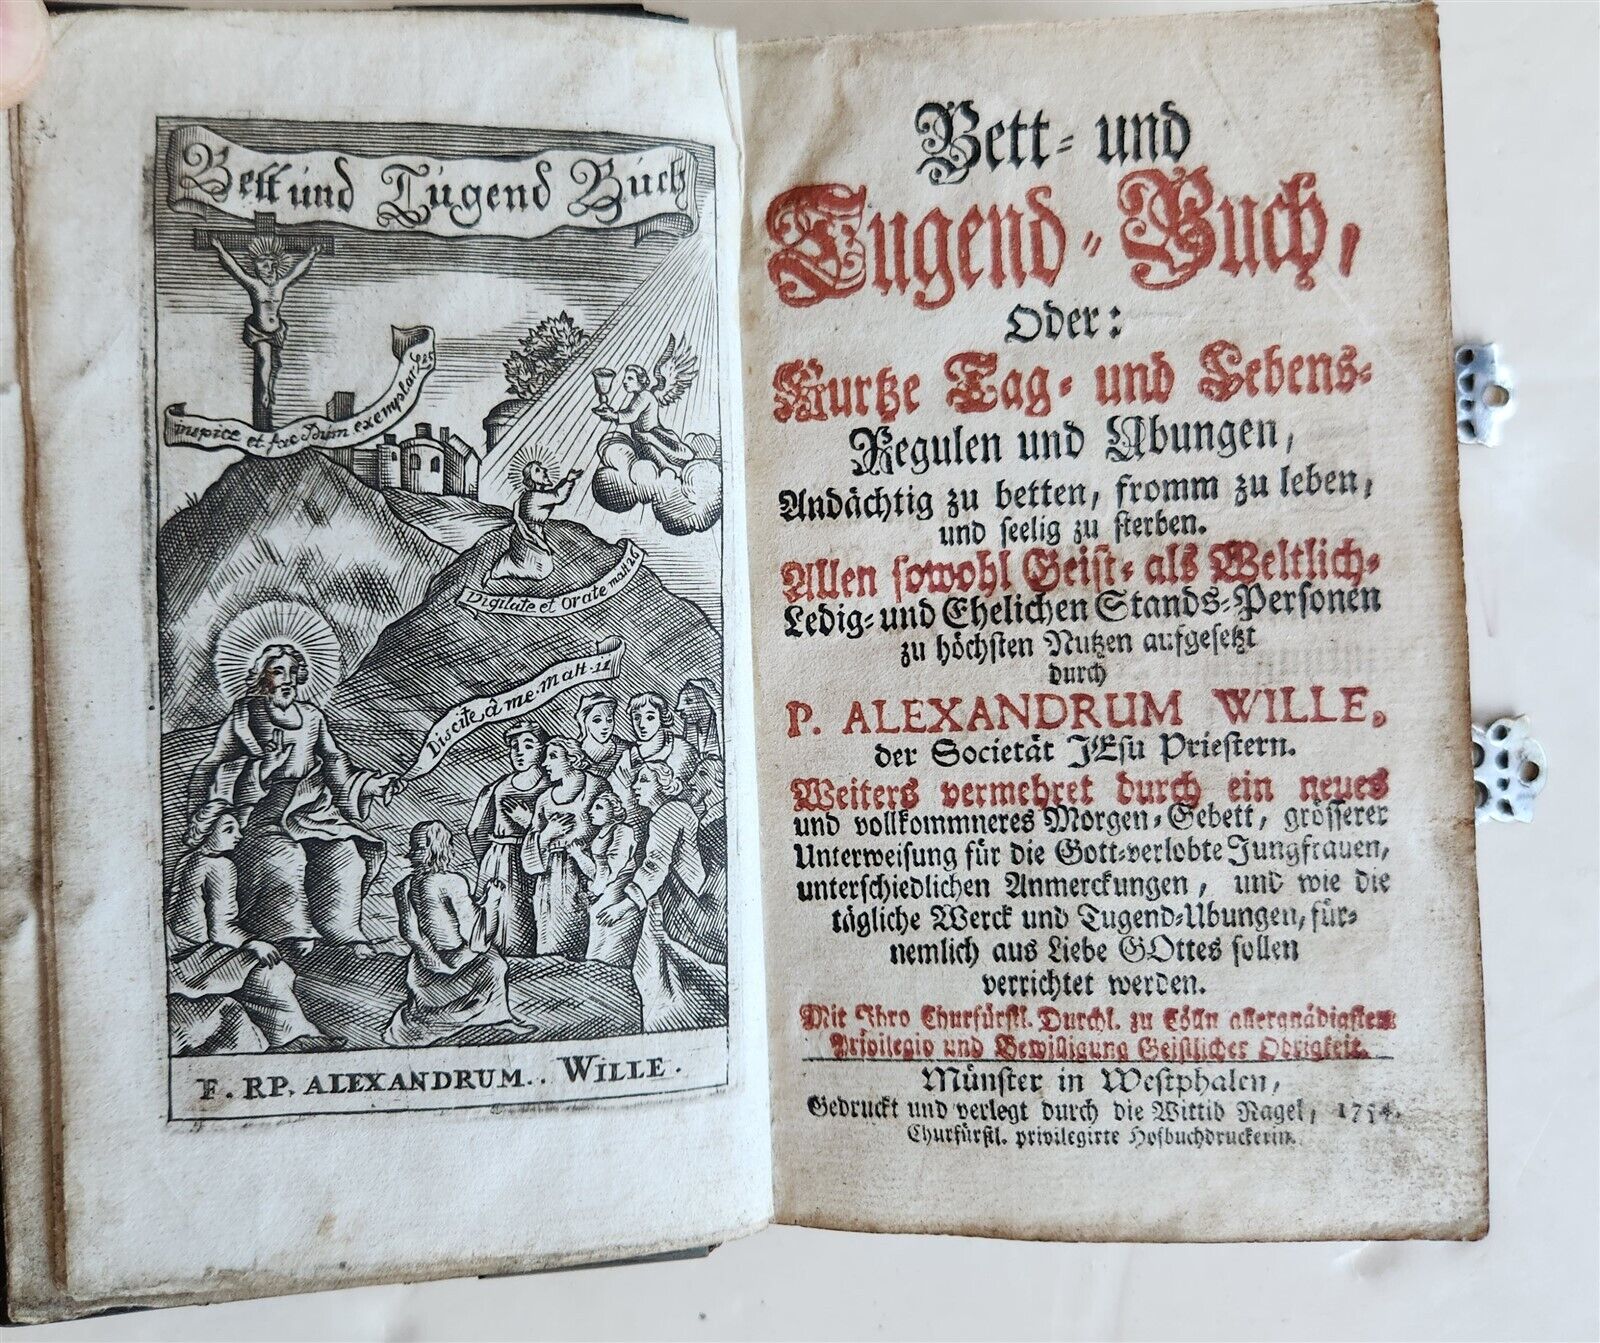 Bett und Tugend Buch
inspice et fac secundum exemplar
Vigilate et Orate matt 26
Discite à me. Matt. 11
F. RP. ALEXANDRUM.. WILLE.
Bett- und
Tugend-Buch,
Oder:
Kurtze Tag- und Lebens-
Regulen und Ubungen,
Andächtig zu betten, fromm zu leben,
und seelig zu sterben.
Allen sowohl Geist- als Weltlich-
Ledig- und Ehelichen Stands-Personen
zu höchsten Nutzen aufgesetzt
durch
P. ALEXANDRUM WILLE,
der Societät JEsu Priestern.
Weiters vermehret durch ein neues
und vollkommneres Morgen-Gebett, grösserer
Unterweisung für die Gott-verlobte Jungfrauen,
unterschiedlichen Anmerckungen, und wie die
tägliche Werck und Tugend-Ubungen, für-
nemlich aus Liebe GOttes sollen
verrichtet werden.
Mit Ihro Churfürstl. Durchl. zu Cölln allergnädigsten
Privilegio und Bewilligung Geistlicher Obrigkeit.
Münster in Westphalen,
Gedruckt und verlegt durch die Wittib Nagel, 1754.
Churfürstl. privilegirte Hofbuchdruckerin.